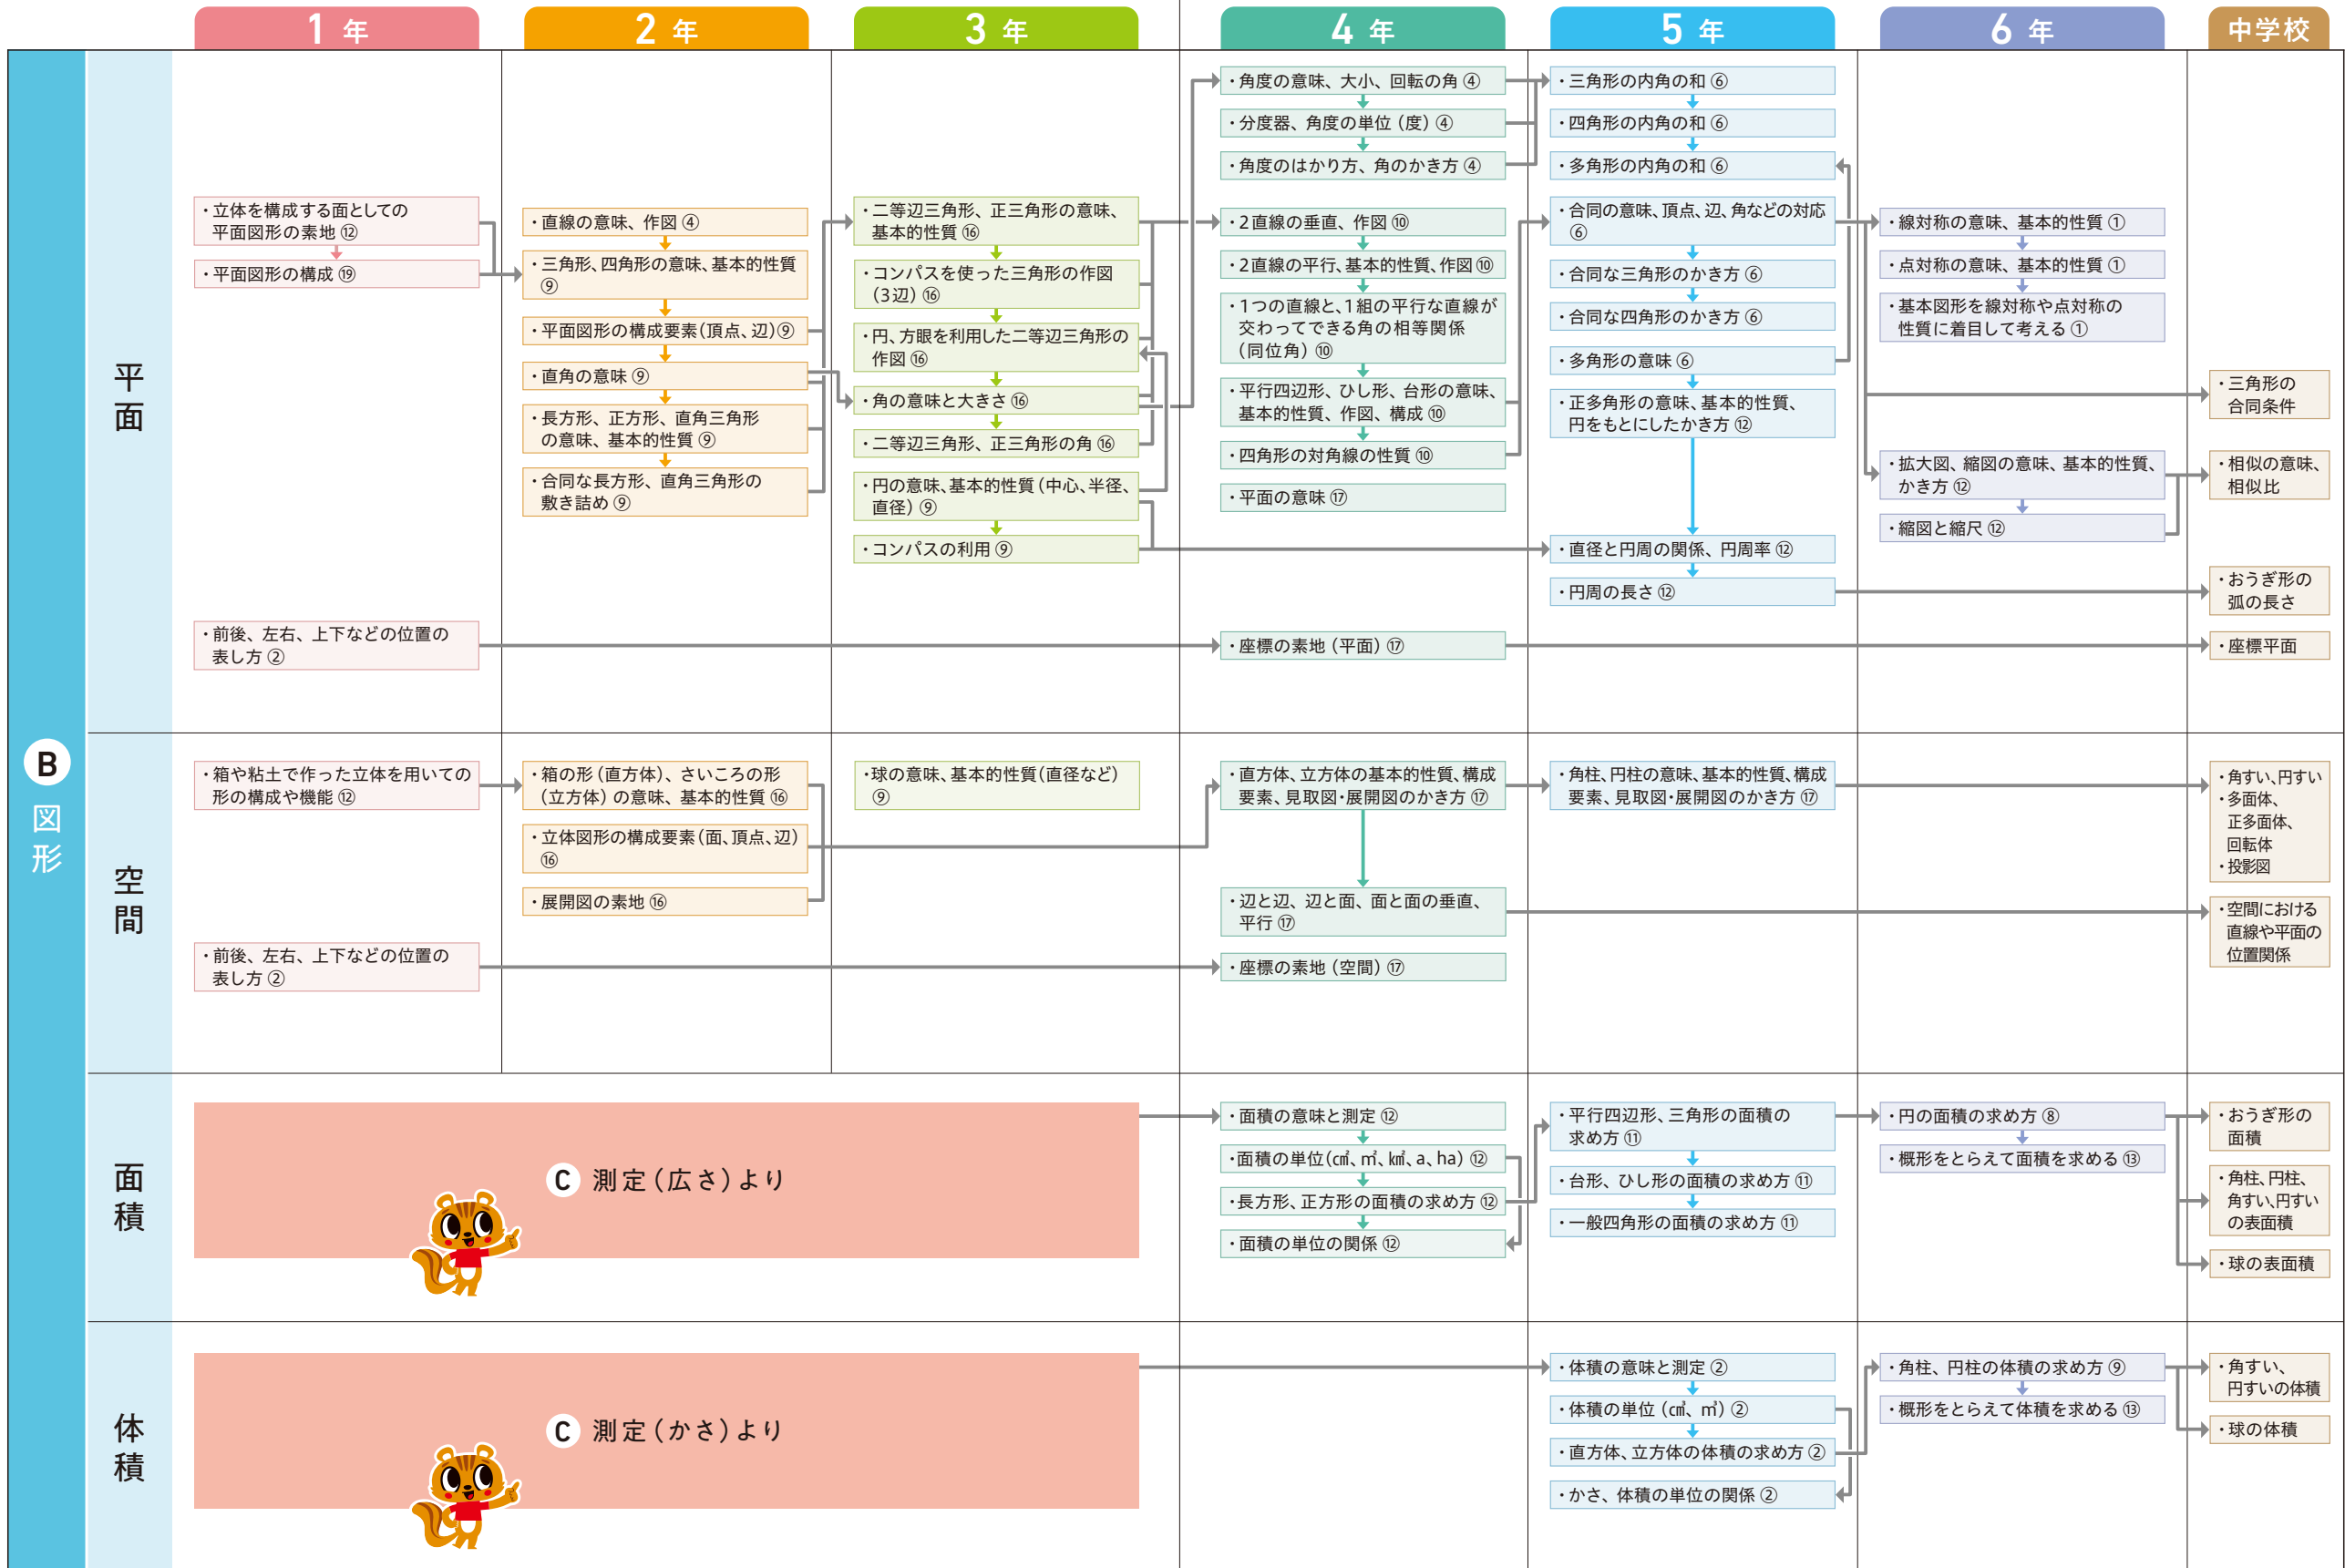 1 年
2 年
3 年
4 年
5 年
6 年
中学校
B
図形
平面
・立体を構成する面としての
平面図形の素地 ⑫
・平面図形の構成 ⑲
・前後、左右、上下などの位置の
表し方 ②
・直線の意味、作図 ④
・三角形、四角形の意味、基本的性質
⑨
・平面図形の構成要素(頂点、辺)⑨
・直角の意味 ⑨
・長方形、正方形、直角三角形
の意味、基本的性質 ⑨
・合同な長方形、直角三角形の
敷き詰め ⑨
・二等辺三角形、正三角形の意味、
基本的性質 ⑯
・コンパスを使った三角形の作図
(3辺) ⑯
・円、方眼を利用した二等辺三角形の
作図 ⑯
・角の意味と大きさ ⑯
・二等辺三角形、正三角形の角 ⑯
・円の意味、基本的性質(中心、半径、
直径) ⑨
・コンパスの利用 ⑨
・角度の意味、大小、回転の角 ④
・分度器、角度の単位 (度) ④
・角度のはかり方、角のかき方 ④
・2直線の垂直、作図 ⑩
・2直線の平行、基本的性質、作図 ⑩
・1つの直線と、1組の平行な直線が
交わってできる角の相等関係
(同位角) ⑩
・平行四辺形、ひし形、台形の意味、
基本的性質、作図、構成 ⑩
・四角形の対角線の性質 ⑩
・平面の意味 ⑰
・座標の素地 (平面) ⑰
・三角形の内角の和 ⑥
・四角形の内角の和 ⑥
・多角形の内角の和 ⑥
・合同の意味、頂点、辺、角などの対応
⑥
・合同な三角形のかき方 ⑥
・合同な四角形のかき方 ⑥
・多角形の意味 ⑥
・正多角形の意味、基本的性質、
円をもとにしたかき方 ⑫
・直径と円周の関係、円周率 ⑫
・円周の長さ ⑫
・線対称の意味、基本的性質 ①
・点対称の意味、基本的性質 ①
・基本図形を線対称や点対称の
性質に着目して考える ①
・拡大図、縮図の意味、基本的性質、
かき方 ⑫
・縮図と縮尺 ⑫
・三角形の
合同条件
・相似の意味、
相似比
・おうぎ形の
弧の長さ
・座標平面
空間
・箱や粘土で作った立体を用いての
形の構成や機能 ⑫
・前後、左右、上下などの位置の
表し方 ②
・箱の形 (直方体)、さいころの形
(立方体) の意味、基本的性質 ⑯
・立体図形の構成要素(面、頂点、辺)
⑯
・展開図の素地 ⑯
・球の意味、基本的性質(直径など)
⑨
・直方体、立方体の基本的性質、構成
要素、見取図・展開図のかき方 ⑰
・辺と辺、辺と面、面と面の垂直、
平行 ⑰
・座標の素地 (空間) ⑰
・角柱、円柱の意味、基本的性質、構成
要素、見取図・展開図のかき方 ⑰
・角すい、円すい
・多面体、
正多面体、
回転体
・投影図
・空間における
直線や平面の
位置関係
面積
C 測定(広さ)より
・面積の意味と測定 ⑫
・面積の単位(㎠、㎡、㎢、a、ha) ⑫
・長方形、正方形の面積の求め方 ⑫
・面積の単位の関係 ⑫
・平行四辺形、三角形の面積の
求め方 ⑪
・台形、ひし形の面積の求め方 ⑪
・一般四角形の面積の求め方 ⑪
・円の面積の求め方 ⑧
・概形をとらえて面積を求める ⑬
・おうぎ形の
面積
・角柱、円柱、
角すい、円すい
の表面積
・球の表面積
体積
C 測定(かさ)より
・体積の意味と測定 ②
・体積の単位 (㎤、㎥) ②
・直方体、立方体の体積の求め方 ②
・かさ、体積の単位の関係 ②
・角柱、円柱の体積の求め方 ⑨
・概形をとらえて体積を求める ⑬
・角すい、
円すいの体積
・球の体積